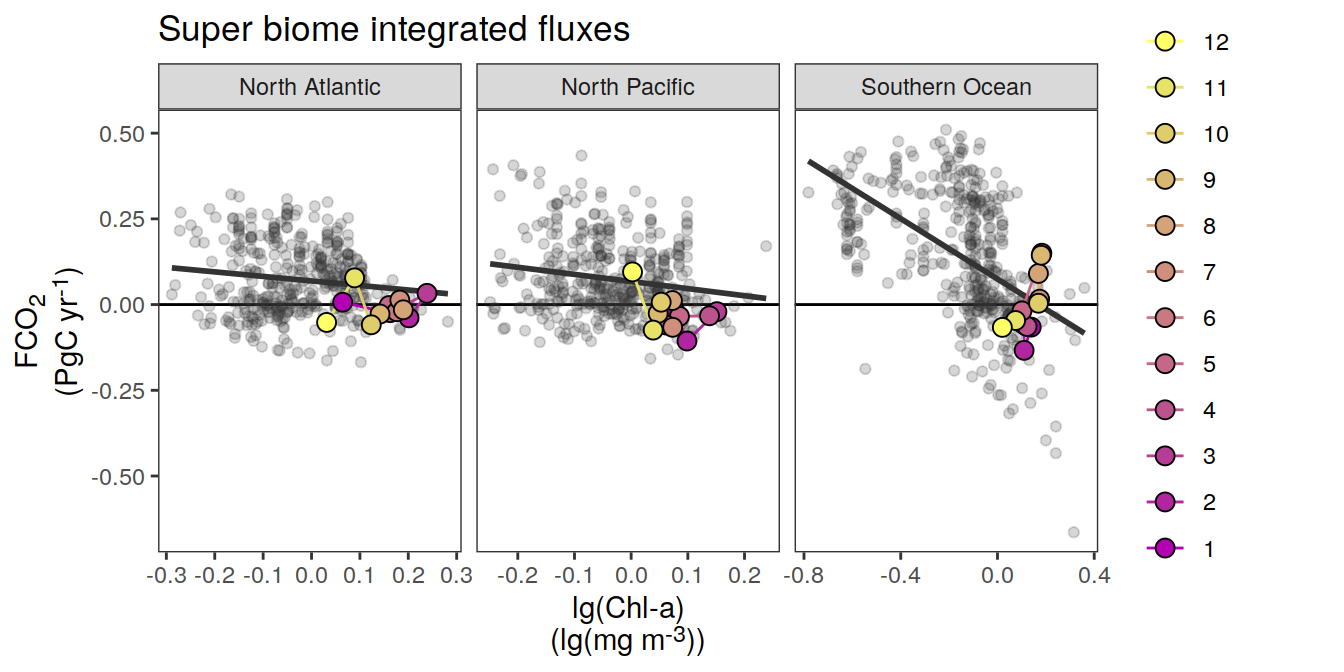 Super biome integrated fluxes
North Atlantic
North Pacific
Southern Ocean
0.50
0.25
0.00
-0.25
-0.50
FCO₂
(PgC yr⁻¹)
-0.3 -0.2 -0.1 0.0 0.1 0.2 0.3
-0.2 -0.1 0.0 0.1 0.2
-0.8 -0.4 0.0 0.4
lg(Chl-a)
(lg(mg m⁻³))
12
11
10
9
8
7
6
5
4
3
2
1